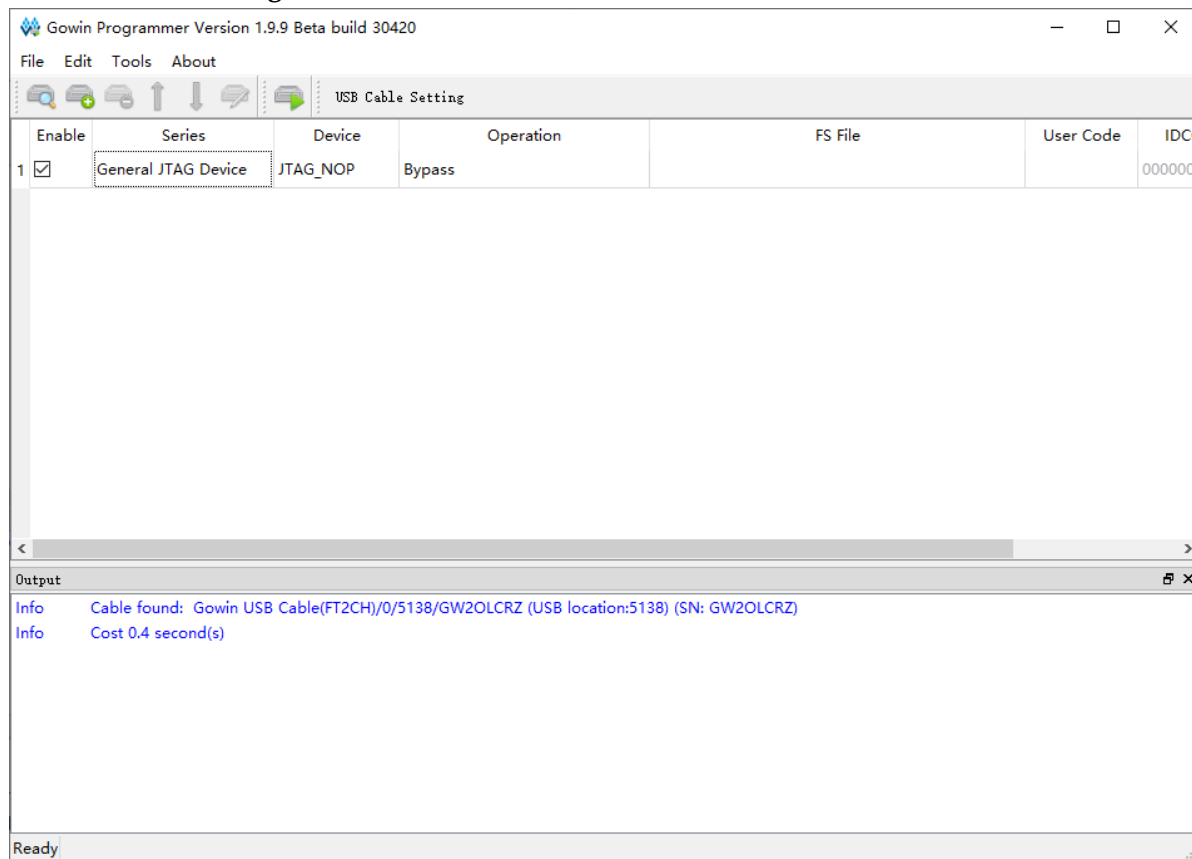 Gowin Programmer Version 1.9.9 Beta build 30420
File Edit Tools About
USB Cable Setting
Enable Series Device Operation FS File User Code
1 General JTAG Device JTAG_NOP Bypass
Output
Info Cable found: Gowin USB Cable(FT2CH)/0/5138/GW2OLCRZ (USB location:5138) (SN: GW2OLCRZ)
Info Cost 0.4 second(s)
Ready